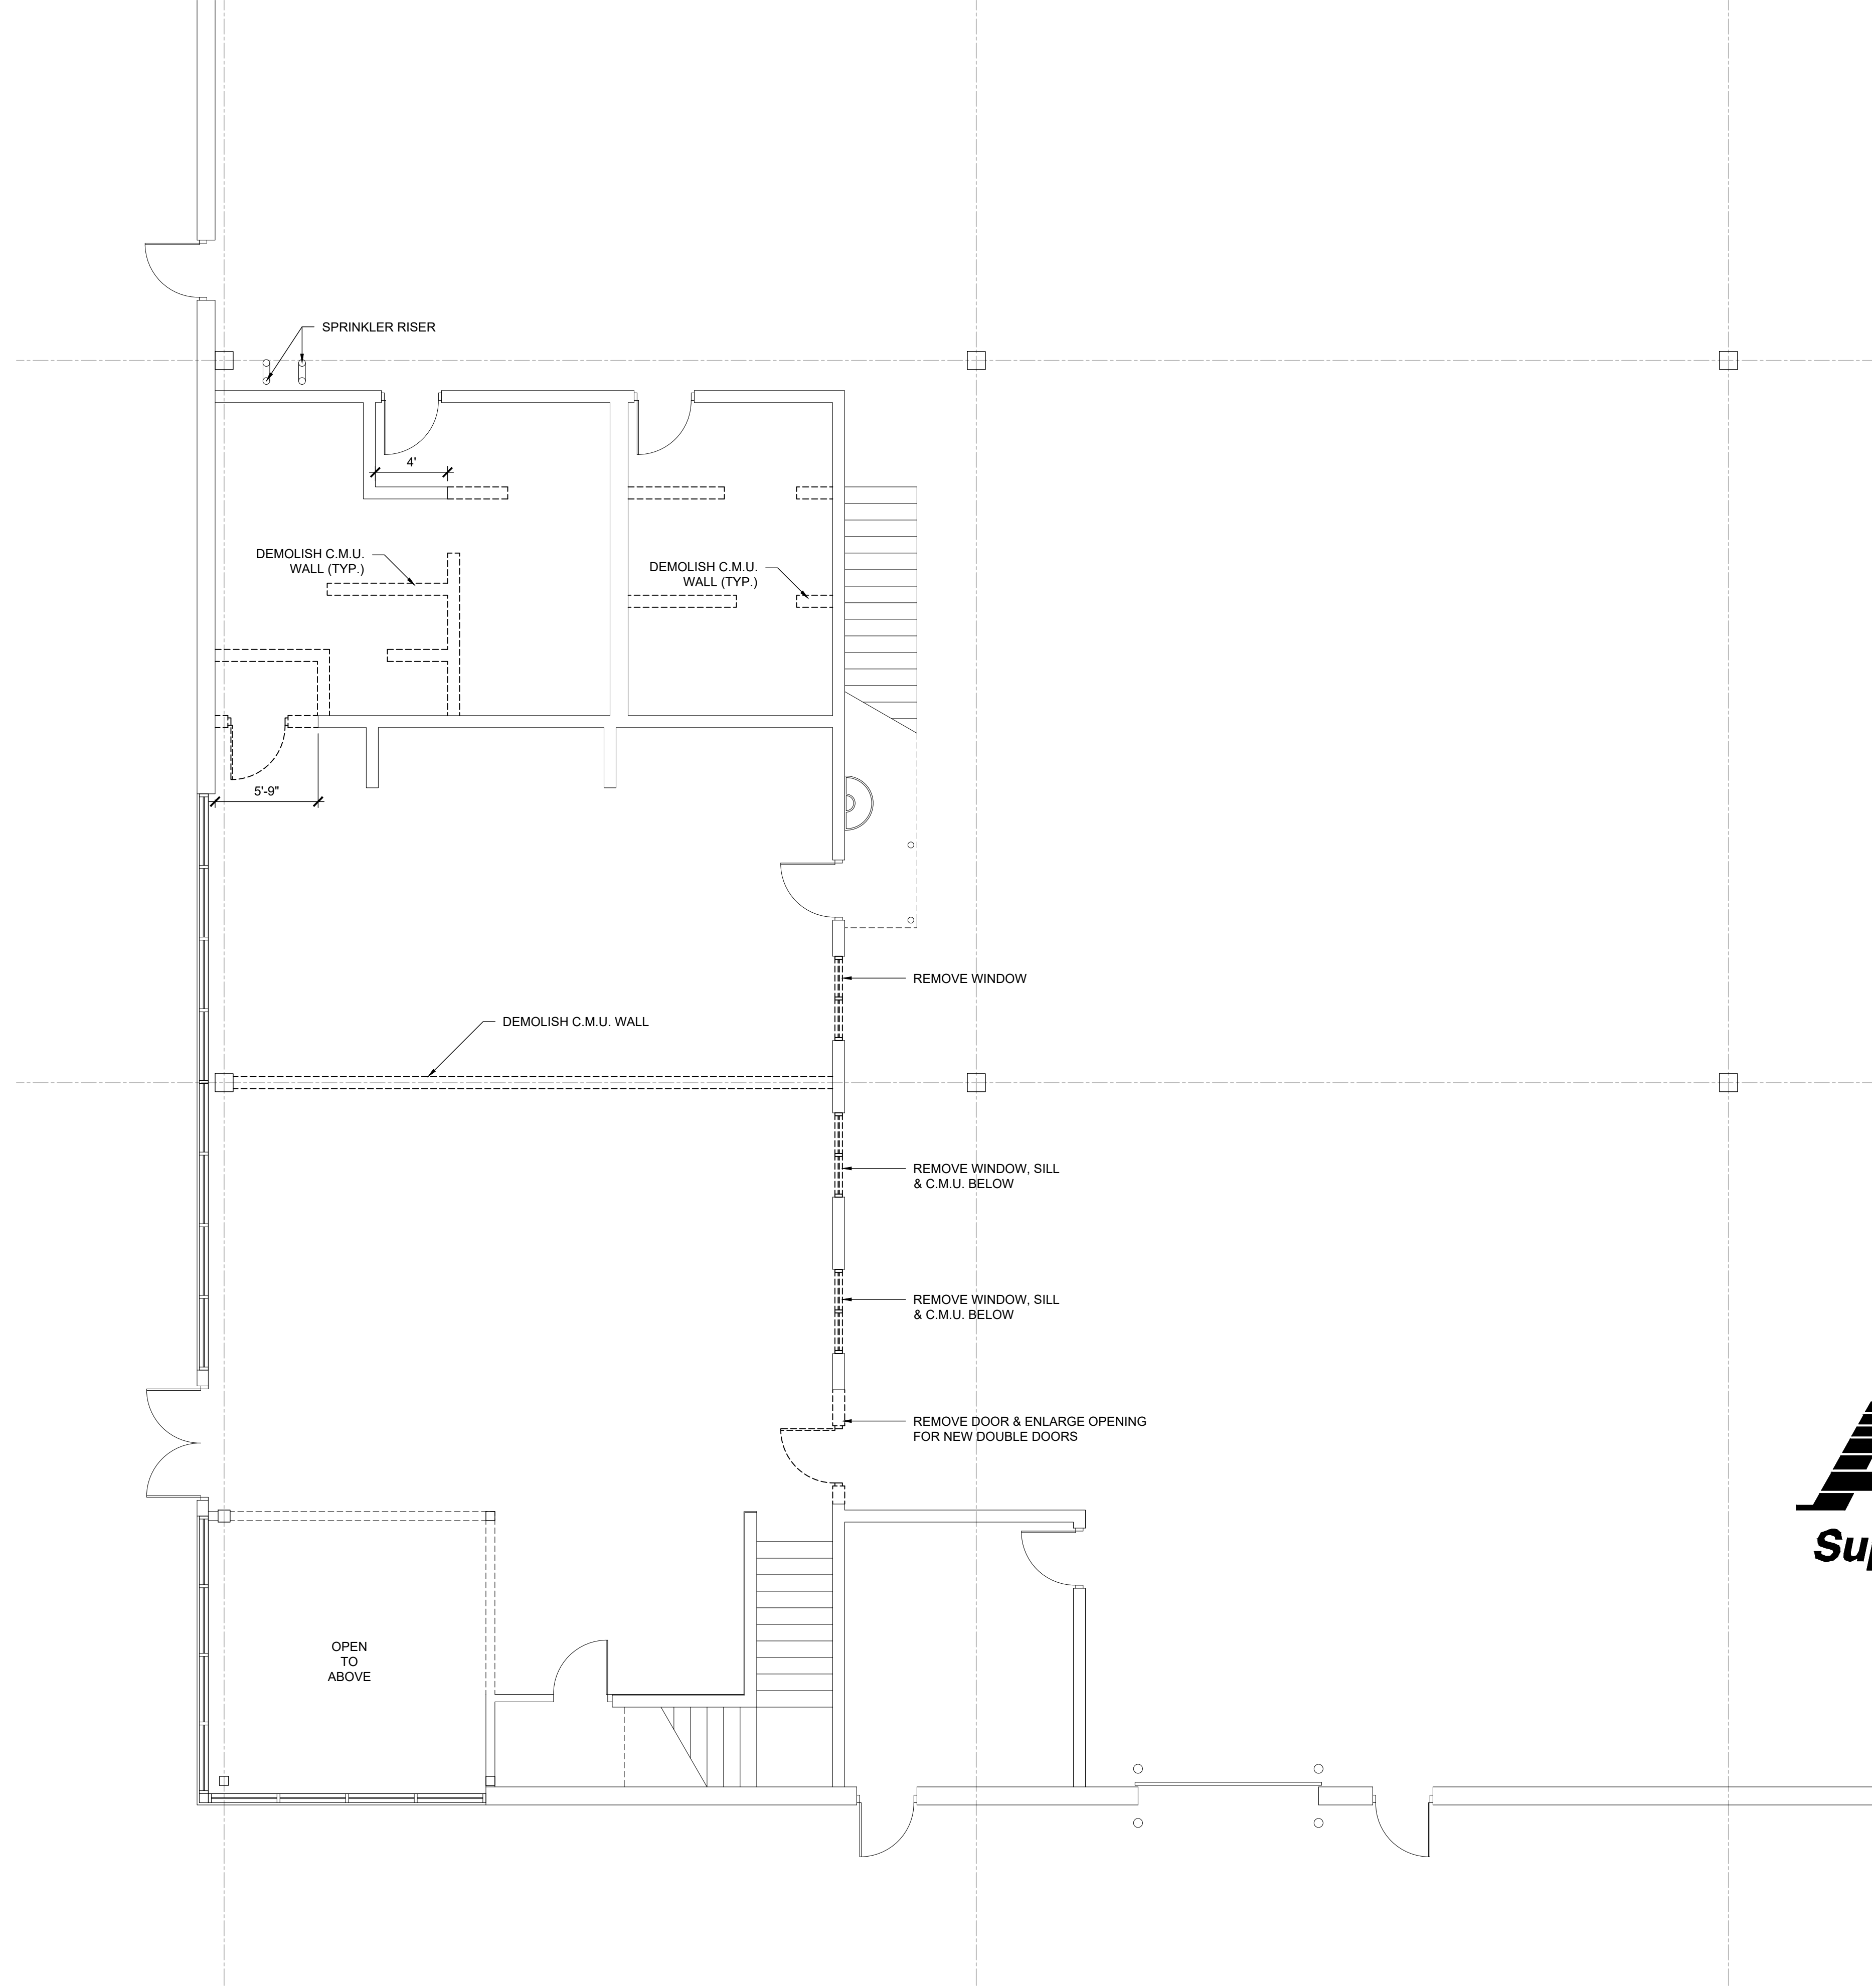 SPRINKLER RISER
4'
DEMOLISH C.M.U.
WALL (TYP.)
DEMOLISH C.M.U.
WALL (TYP.)
5'-9"
REMOVE WINDOW
DEMOLISH C.M.U. WALL
REMOVE WINDOW, SILL
& C.M.U. BELOW
REMOVE WINDOW, SILL
& C.M.U. BELOW
REMOVE DOOR & ENLARGE OPENING
FOR NEW DOUBLE DOORS
OPEN
TO
ABOVE